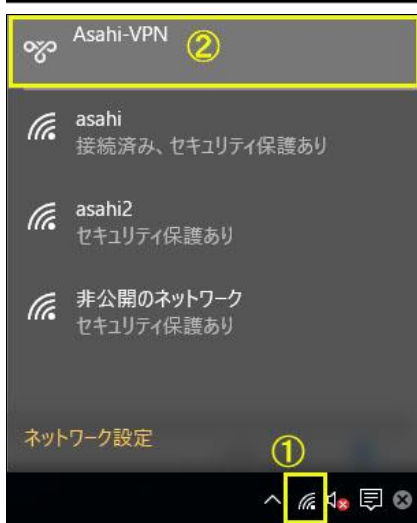 Asahi-VPN
②
asahi
接続済み、セキュリティ保護あり
asahi2
セキュリティ保護あり
非公開のネットワーク
セキュリティ保護あり
ネットワーク設定
①